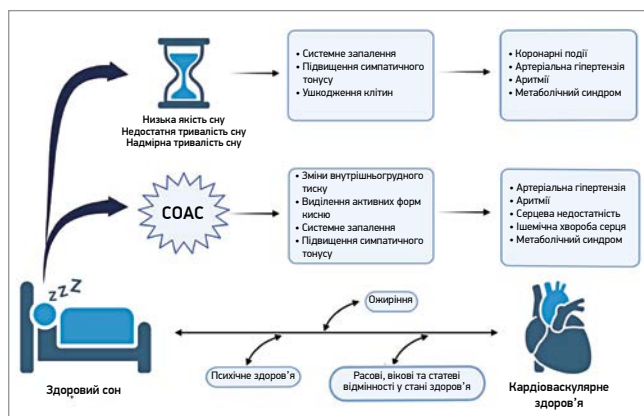 • Системне запалення
• Підвищення симпатичного
тонусу
• Ушкодження клітин
• Коронарні події
• Артеріальна гіпертензія
• Аритмії
• Метаболічний синдром
Низька якість сну
Недостатня тривалість сну
Надмірна тривалість сну
СОАС
• Зміни внутрішньогрудного
тиску
• Виділення активних форм
кисню
• Системне запалення
• Підвищення симпатичного
тонусу
• Артеріальна гіпертензія
• Аритмії
• Серцева недостатність
• Ішемічна хвороба серця
• Метаболічний синдром
zzz
Ожиріння
Психічне здоров’я
Расові, вікові та статеві
відмінності у стані здоров’я
Здоровий сон
Кардіоваскулярне
здоров’я